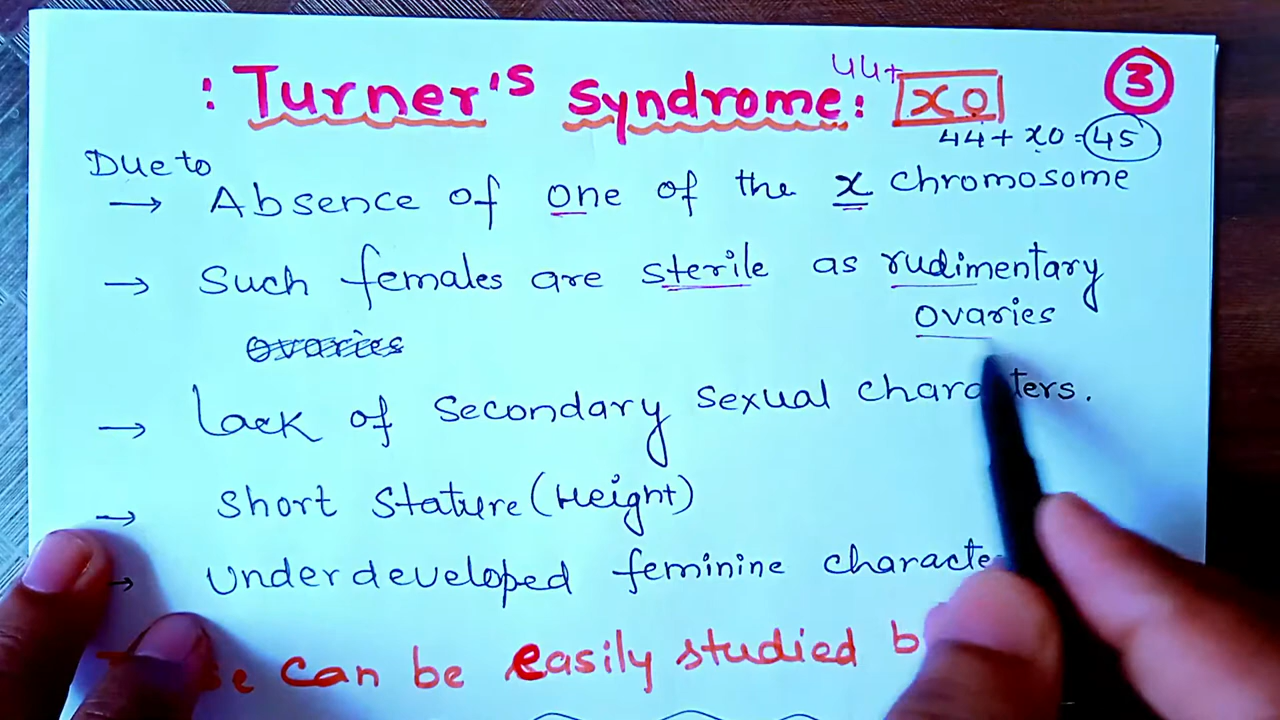 : Turner's Syndrome: 44+ XO 3
44+ XO = 45
Due to
→ Absence of one of the X chromosome
→ Such females are sterile as rudimentary
ovaries
ovaries
→ Lack of Secondary Sexual characters.
→ Short Stature (Height)
→ Underdeveloped feminine
can be easily studied